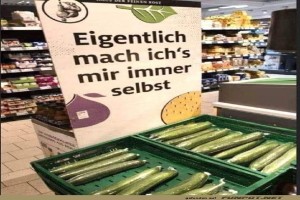 Eigentlich
mach ich's
mir immer
selbst